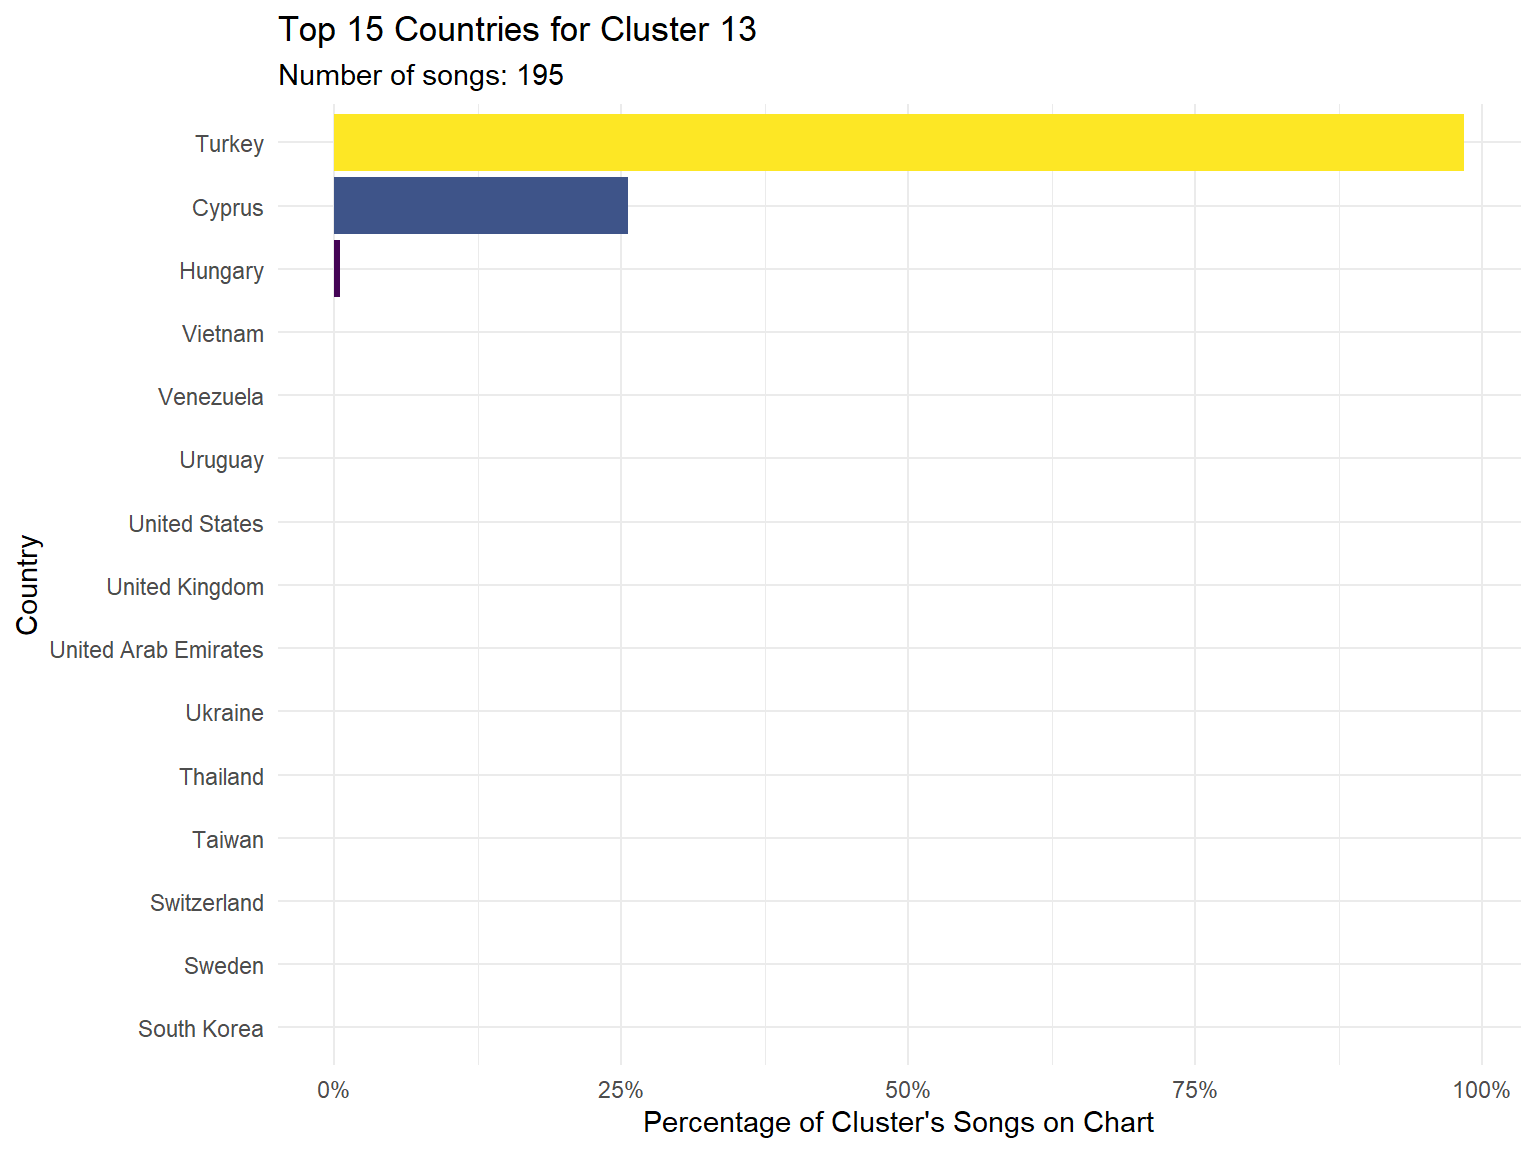 Top 15 Countries for Cluster 13
Number of songs: 195
Turkey
Cyprus
Hungary
Vietnam
Venezuela
Uruguay
United States
United Kingdom
United Arab Emirates
Ukraine
Thailand
Taiwan
Switzerland
Sweden
South Korea
Country
0% 25% 50% 75% 100%
Percentage of Cluster's Songs on Chart